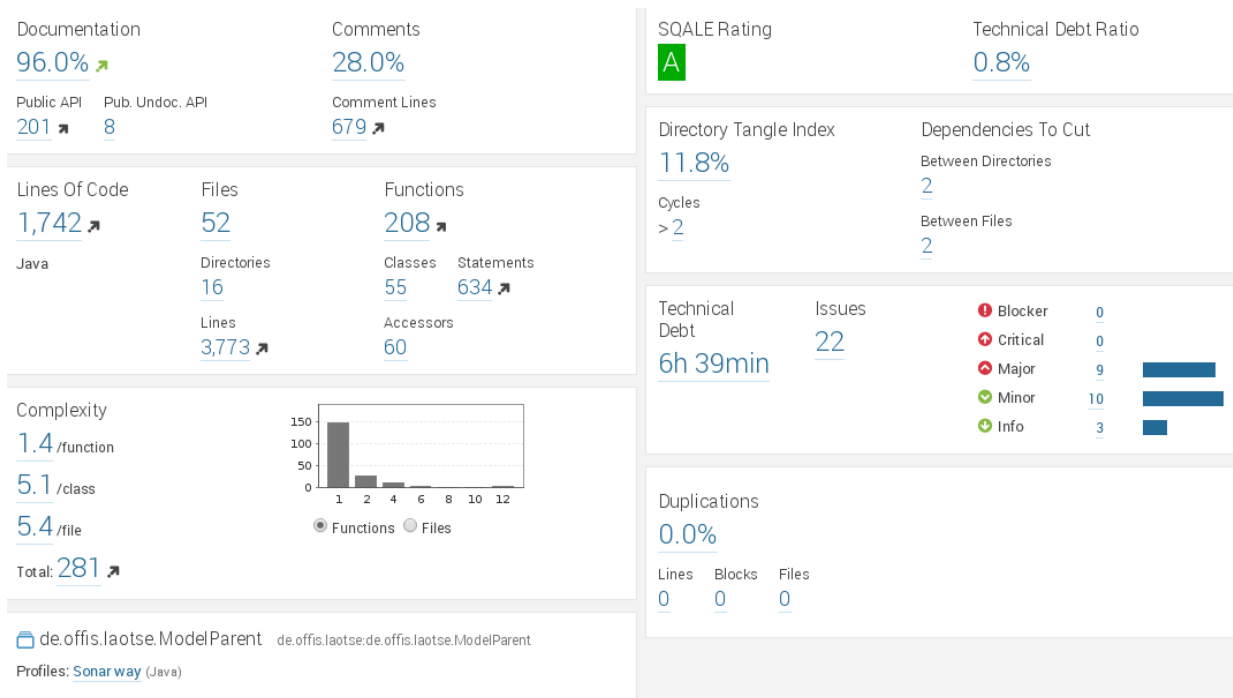 Documentation Comments
96.0% 28.0%
Public API Pub. Undoc. API Comment Lines
201 8 679
Lines Of Code Files Functions
1,742 52 208
Java Directories Classes Statements
16 55 634
Lines Accessors
3,773 60
Complexity
1.4 /function
5.1 /class
5.4 /file
Total: 281
150
100
50
0
1 2 4 6 8 10 12
Functions Files
de.offis.laotse.ModelParent de.offis.laotse:de.offis.laotse.ModelParent
Profiles: Sonar way (Java)
SQALE Rating Technical Debt Ratio
A 0.8%
Directory Tangle Index Dependencies To Cut
11.8% Between Directories
2
Cycles Between Files
> 2 2
Technical Debt Issues
6h 39min 22
Blocker 0
Critical 0
Major 9
Minor 10
Info 3
Duplications
0.0%
Lines Blocks Files
0 0 0